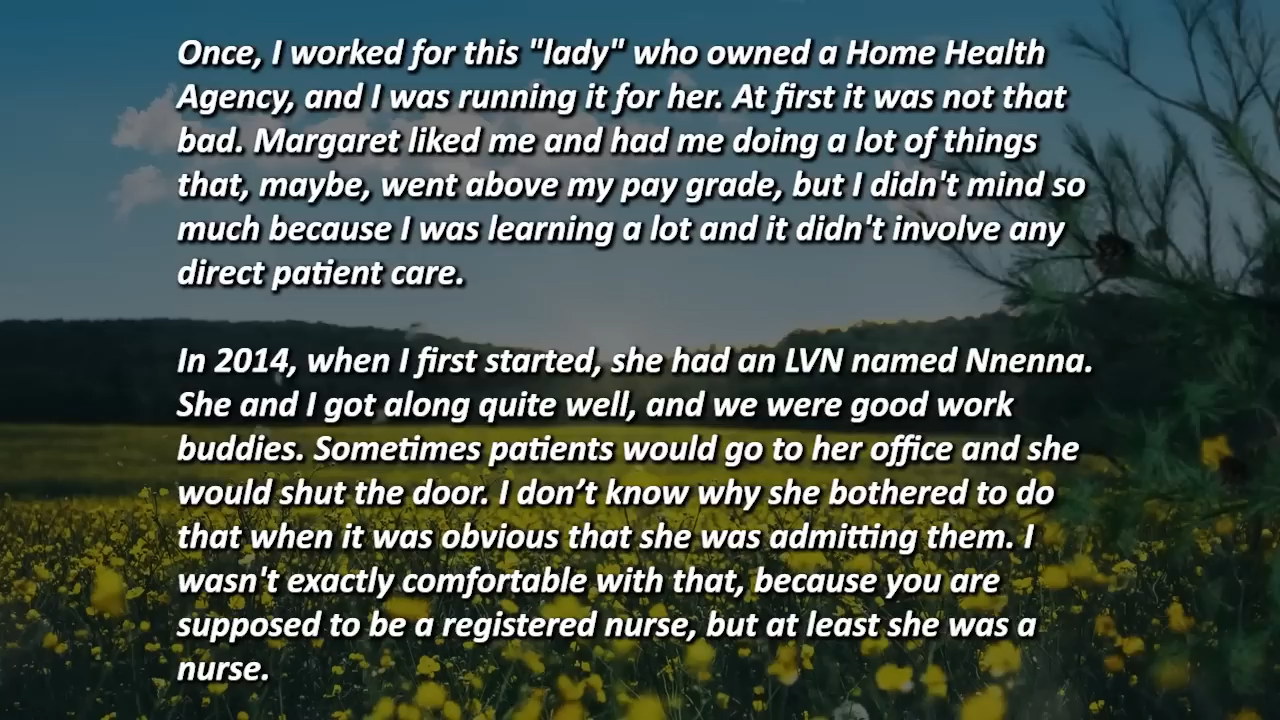 Once, I worked for this "lady" who owned a Home Health
Agency, and I was running it for her. At first it was not that
bad. Margaret liked me and had me doing a lot of things
that, maybe, went above my pay grade, but I didn't mind so
much because I was learning a lot and it didn't involve any
direct patient care.
In 2014, when I first started, she had an LVN named Nnenna.
She and I got along quite well, and we were good work
buddies. Sometimes patients would go to her office and she
would shut the door. I don’t know why she bothered to do
that when it was obvious that she was admitting them. I
wasn't exactly comfortable with that, because you are
supposed to be a registered nurse, but at least she was a
nurse.